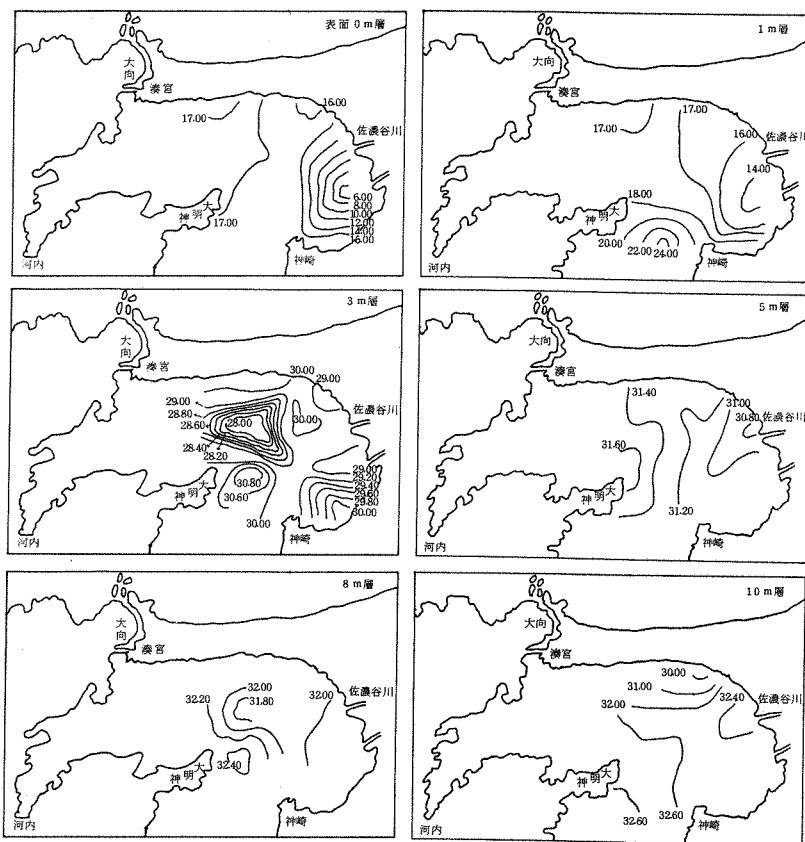 表面0m層
大向
湊宮
16.00
17.00
佐濃谷川
6.00
8.00
10.00
12.00
14.00
16.00
大明神
17.00
神崎
河内
1m層
大向
湊宮
17.00
17.00
16.00
佐濃谷川
14.00
18.00
大明神
20.00
22.00
24.00
神崎
河内
3m層
大向
湊宮
30.00
29.00
29.00
28.80
28.60
28.00
30.00
佐濃谷川
28.40
28.20
29.00
29.20
29.40
29.60
29.80
30.00
大明神
30.80
30.60
30.00
神崎
河内
5m層
大向
湊宮
31.40
31.00
30.80
佐濃谷川
31.60
大明神
31.20
神崎
河内
8m層
大向
湊宮
32.20
32.00
31.80
32.00
佐濃谷川
大明神
32.40
神崎
河内
10m層
大向
湊宮
30.00
31.00
32.00
32.40
佐濃谷川
大明神
32.60
32.60
神崎
河内